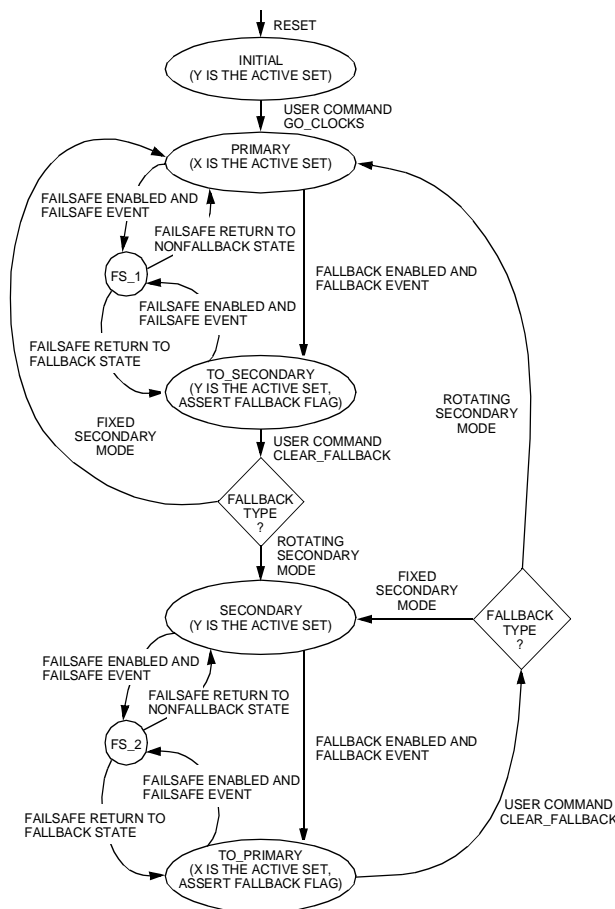 RESET
INITIAL
(Y IS THE ACTIVE SET)
USER COMMAND
GO_CLOCKS
PRIMARY
(X IS THE ACTIVE SET)
FAILSAFE ENABLED AND
FAILSAFE EVENT
FAILSAFE RETURN TO
NONFALLBACK STATE
FS_1
FALLBACK ENABLED AND
FALLBACK EVENT
FAILSAFE ENABLED AND
FAILSAFE EVENT
FAILSAFE RETURN TO
FALLBACK STATE
TO_SECONDARY
(Y IS THE ACTIVE SET,
ASSERT FALLBACK FLAG)
ROTATING
SECONDARY
MODE
FIXED
SECONDARY
MODE
USER COMMAND
CLEAR_FALLBACK
FALLBACK
TYPE
?
ROTATING
SECONDARY
MODE
FIXED
SECONDARY
MODE
FALLBACK
TYPE
?
SECONDARY
(Y IS THE ACTIVE SET)
FAILSAFE ENABLED AND
FAILSAFE EVENT
FAILSAFE RETURN TO
NONFALLBACK STATE
FS_2
FALLBACK ENABLED AND
FALLBACK EVENT
FAILSAFE ENABLED AND
FAILSAFE EVENT
FAILSAFE RETURN TO
FALLBACK STATE
USER COMMAND
CLEAR_FALLBACK
TO_PRIMARY
(X IS THE ACTIVE SET,
ASSERT FALLBACK FLAG)